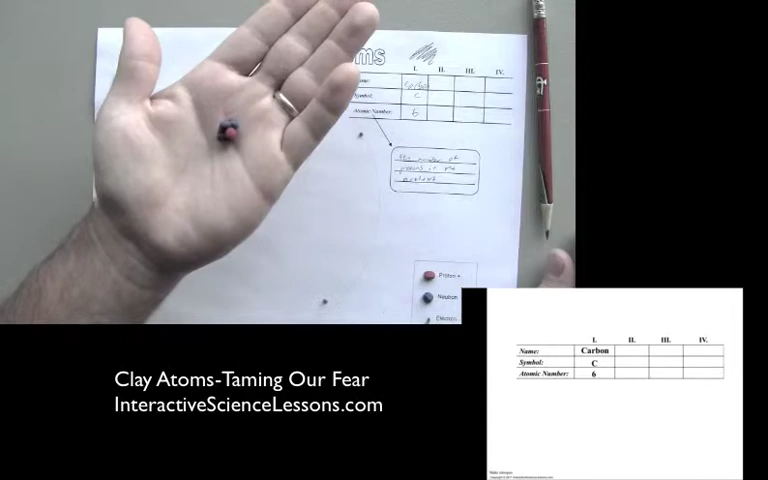 ms
I. II. III. IV.
Name: Carbon
Symbol: C
Atomic Number: 6
The number of
protons in the
nucleus
Proton +
Neutron
Electron
I. II. III. IV.
Name: Carbon
Symbol: C
Atomic Number: 6
Clay Atoms-Taming Our Fear
InteractiveScienceLessons.com